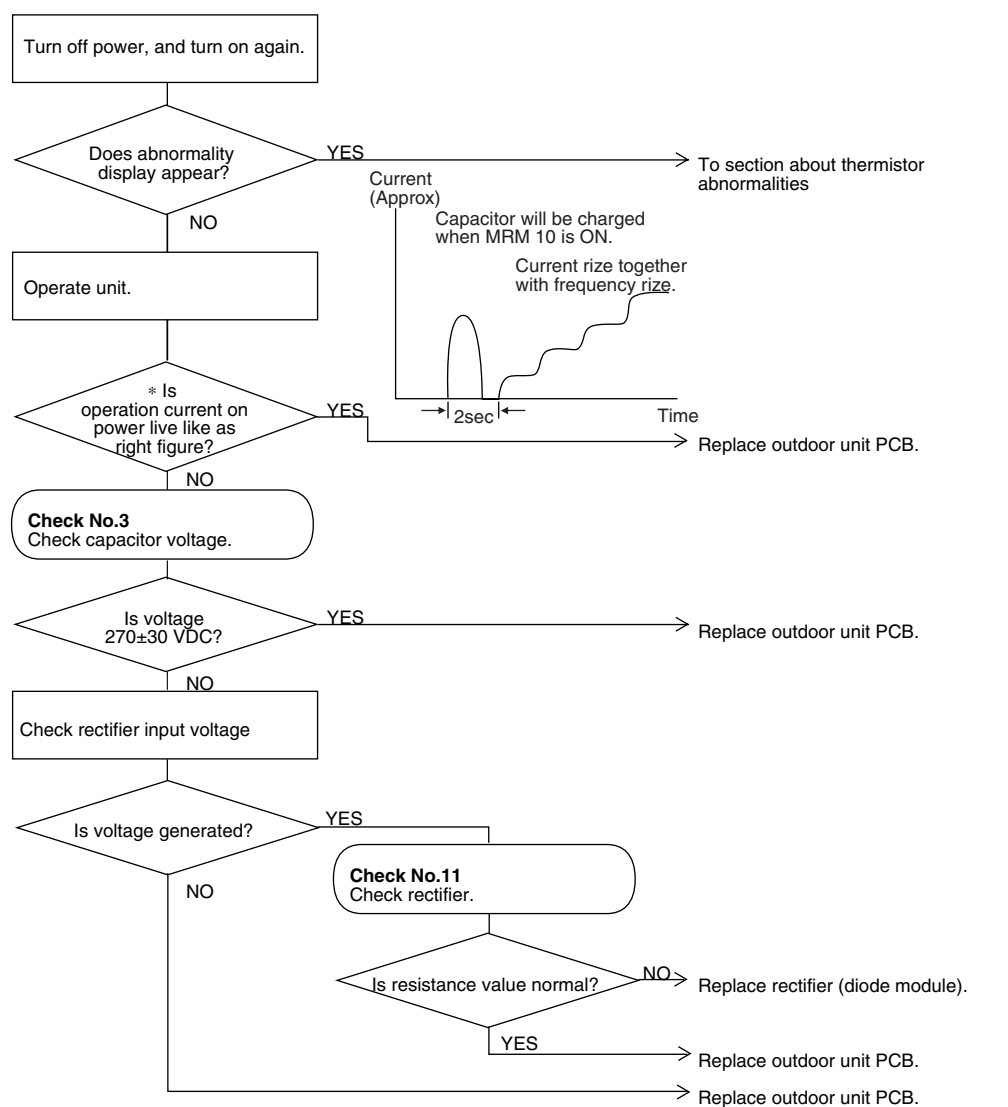 Turn off power, and turn on again.
Does abnormality
display appear?
YES
To section about thermistor
abnormalities
NO
Current
(Approx)
Capacitor will be charged
when MRM 10 is ON.
Current rize together
with frequency rize.
2sec
Time
Operate unit.
* Is
operation current on
power live like as
right figure?
YES
Replace outdoor unit PCB.
NO
Check No.3
Check capacitor voltage.
Is voltage
270±30 VDC?
YES
Replace outdoor unit PCB.
NO
Check rectifier input voltage
Is voltage generated?
YES
NO
Check No.11
Check rectifier.
Is resistance value normal?
NO
Replace rectifier (diode module).
YES
Replace outdoor unit PCB.
Replace outdoor unit PCB.